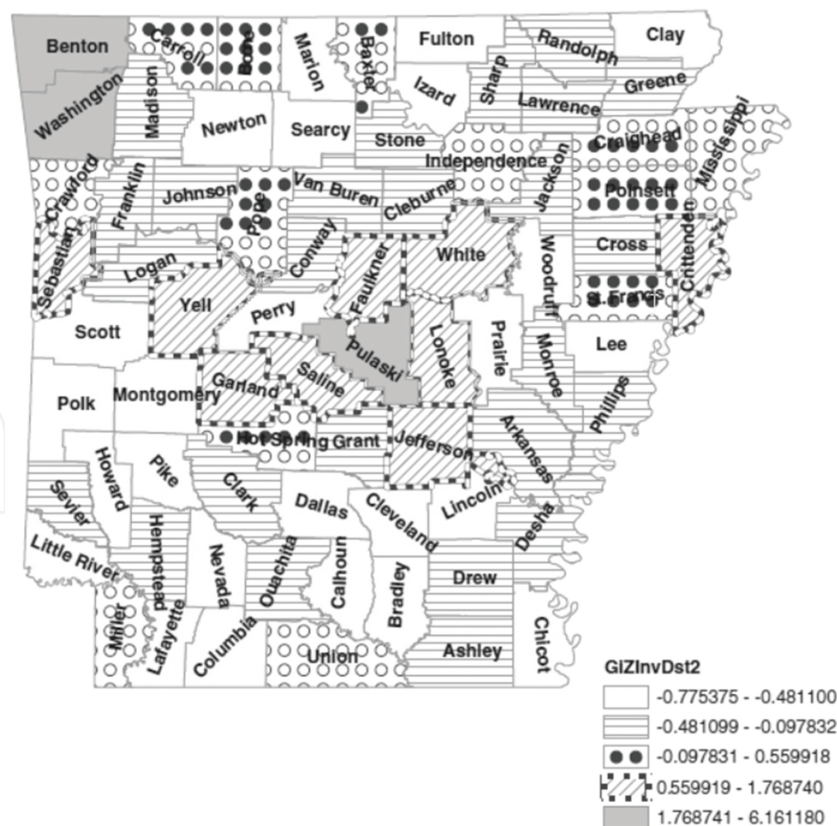 Benton
Carroll
Boone
Marion
Baxter
Fulton
Randolph
Clay
Washington
Madison
Newton
Searcy
Izard
Sharp
Lawrence
Greene
Stone
Independence
Jackson
Craighead
Mississippi
Crawford
Franklin
Johnson
Pope
Van Buren
Cleburne
Poinsett
Sebastian
Logan
Conway
Faulkner
White
Woodruff
Cross
Crittenden
Yell
Perry
St. Francis
Scott
Pulaski
Lonoke
Prairie
Monroe
Lee
Polk
Montgomery
Garland
Saline
Phillips
Hot Spring
Grant
Jefferson
Arkansas
Howard
Pike
Clark
Dallas
Cleveland
Lincoln
Desha
Sevier
Little River
Hempstead
Nevada
Ouachita
Calhoun
Bradley
Drew
Miller
Lafayette
Columbia
Union
Ashley
Chicot
GIZInvDst2
-0.775375 - -0.481100
-0.481099 - -0.097832
-0.097831 - 0.559918
0.559919 - 1.768740
1.768741 - 6.161180